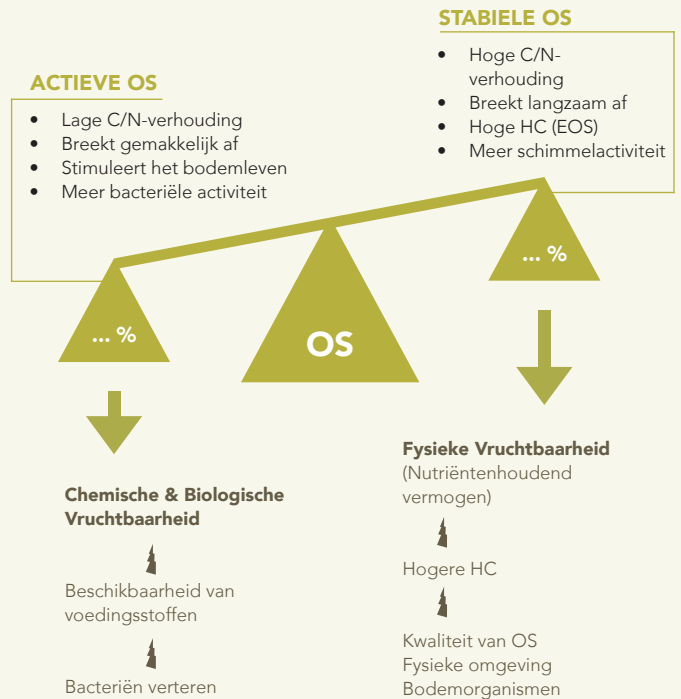 STABIELE OS
• Hoge C/N-
verhouding
• Breekt langzaam af
• Hoge HC (EOS)
• Meer schimmelactiviteit
ACTIEVE OS
• Lage C/N-verhouding
• Breekt gemakkelijk af
• Stimuleert het bodemleven
• Meer bacteriële activiteit
... %
... %
OS
Chemische & Biologische
Vruchtbaarheid
Beschikbaarheid van
voedingsstoffen
Bacteriën verteren
Fysieke Vruchtbaarheid
(Nutriëntenhoudend
vermogen)
Hogere HC
Kwaliteit van OS
Fysieke omgeving
Bodemorganismen